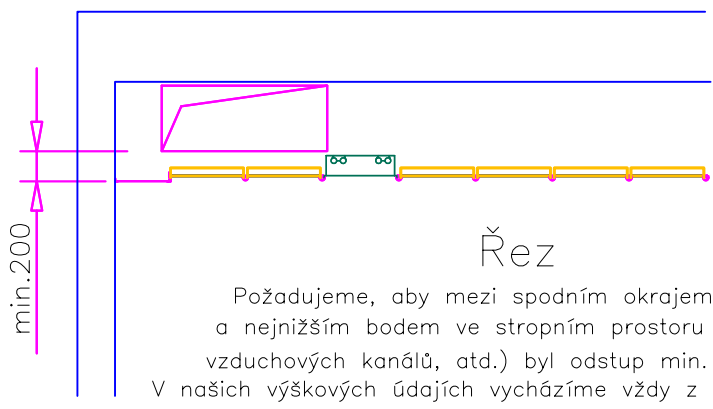 min.200
Řez
Požadujeme, aby mezi spodním okrajem
a nejnižším bodem ve stropním prostoru
vzduchových kanálů, atd.) byl odstup min.
V našich výškových údajích vycházíme vždy z